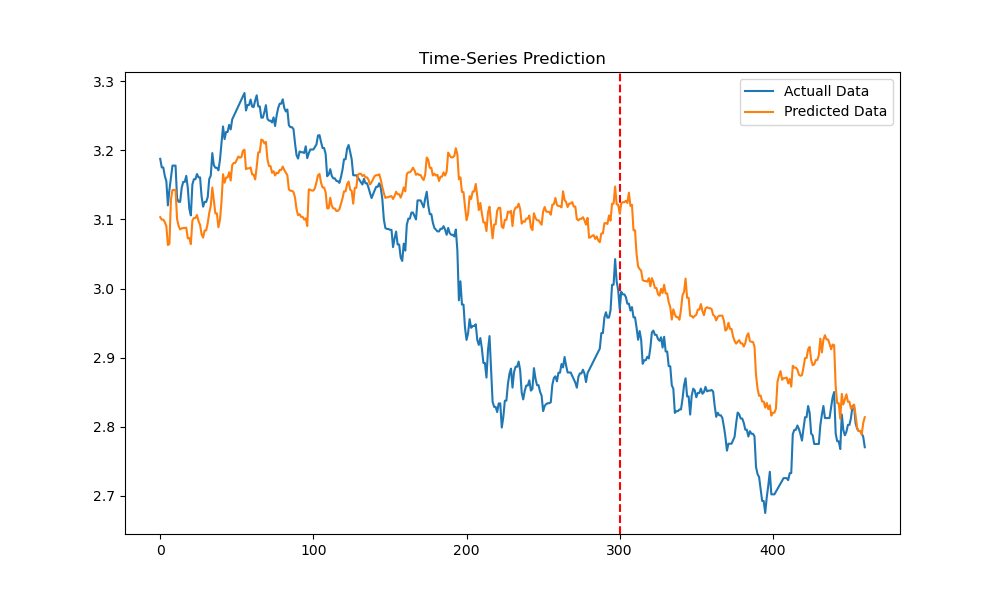 Time-Series Prediction
Actuall Data
Predicted Data
3.3
3.2
3.1
3.0
2.9
2.8
2.7
0 100 200 300 400